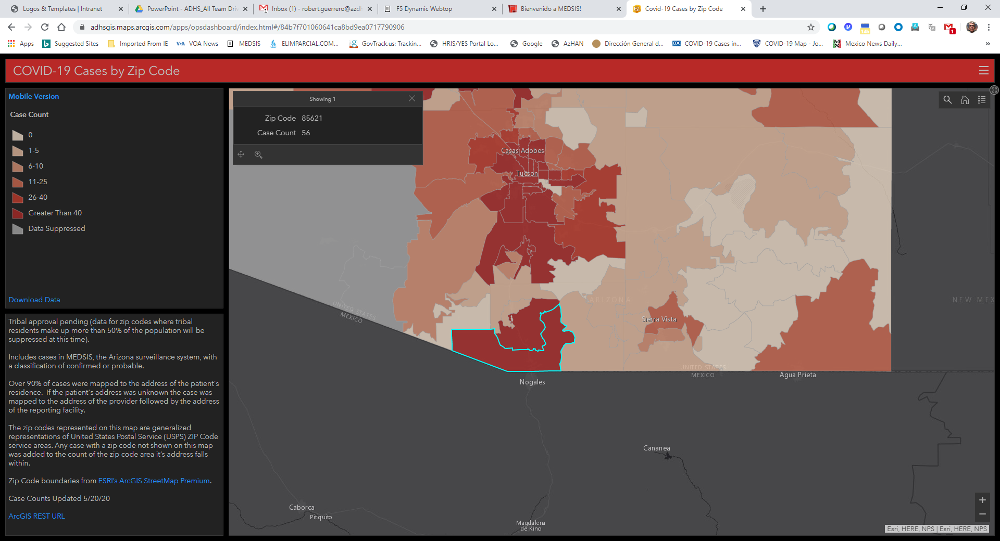 Logos & Templates | Intranet
PowerPoint - ADHS_All Team Dri
Inbox (1) - robert.guerrero@azdh
F5 Dynamic Webtop
Bienvenido a MEDSIS!
Covid-19 Cases by Zip Code
adhsgis.maps.arcgis.com/apps/opsdashboard/index.html#/84b7f701060641ca8bd9ea0717790906
1
Apps
Suggested Sites
Imported From IE
VOA News
MEDSIS
ELIMPARCIAL.COM...
GovTrack.us: Trackin...
HRIS/YES Portal Lo...
Google
AzHAN
Dirección General d...
COVID-19 Cases in...
COVID-19 Map - Jo...
Mexico News Daily...
»
COVID-19 Cases by Zip Code
Mobile Version
Case Count
0
1-5
6-10
11-25
26-40
Greater Than 40
Data Suppressed
Download Data
Tribal approval pending (data for zip codes where tribal
residents make up more than 50% of the population will be
suppressed at this time).
Includes cases in MEDSIS, the Arizona surveillance system, with
a classification of confirmed or probable.
Over 90% of cases were mapped to the address of the patient's
residence.  If the patient's address was unknown the case was
mapped to the address of the provider followed by the address
of the reporting facility.
The zip codes represented on this map are generalized
representations of United States Postal Service (USPS) ZIP Code
service areas. Any case with a zip code not shown on this map
was added to the count of the zip code area it's address falls
within.
Zip Code boundaries from ESRI's ArcGIS StreetMap Premium.
Case Counts Updated 5/20/20
ArcGIS REST URL
Showing 1
Zip Code 85621
Case Count 56
Casas Adobes
Tucson
ARIZONA
NEW MEX
UNITED STATES
MEXICO
Sierra Vista
UNITED STATES
MEXICO
Agua Prieta
Nogales
Cananea
Caborca
Pitiquito
Magdalena
de Kino
Esri, HERE, NPS | Esri, HERE, NPS